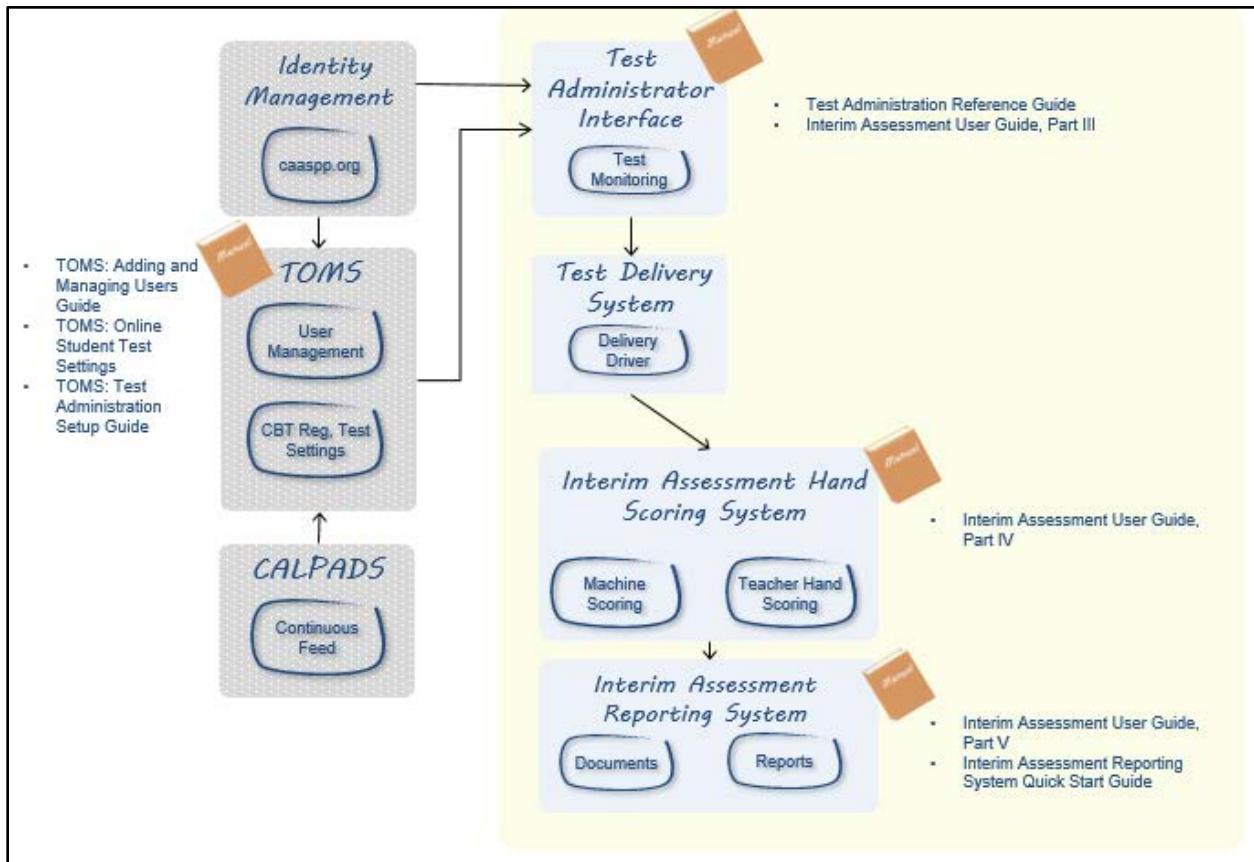 Identity
Management
caaspp.org
Manual
TOMS
User
Management
CBT Reg, Test
Settings
CALPADS
Continuous
Feed
• TOMS: Adding and
Managing Users
Guide
• TOMS: Online
Student Test
Settings
• TOMS: Test
Administration
Setup Guide
Test
Administrator
Interface
Test
Monitoring
Manual
• Test Administration Reference Guide
• Interim Assessment User Guide, Part III
Test Delivery
System
Delivery
Driver
Interim Assessment Hand
Scoring System
Machine
Scoring
Teacher Hand
Scoring
Manual
• Interim Assessment User Guide,
Part IV
Interim Assessment
Reporting System
Documents
Reports
Manual
• Interim Assessment User Guide,
Part V
• Interim Assessment Reporting
System Quick Start Guide